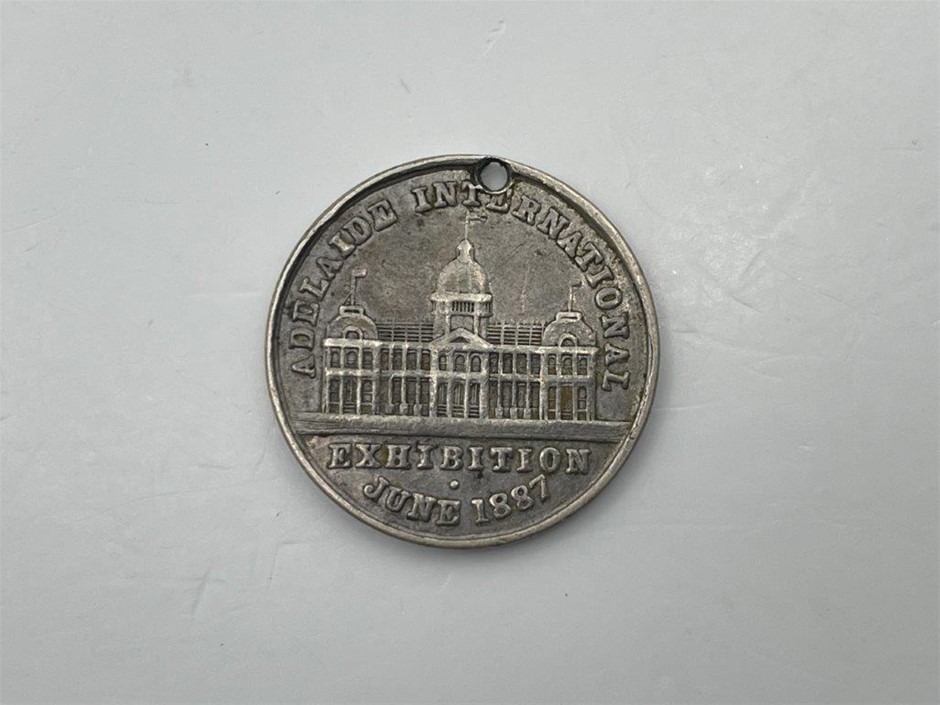 ADELAIDE INTERNATIONAL
EXHIBITION
JUNE 1887